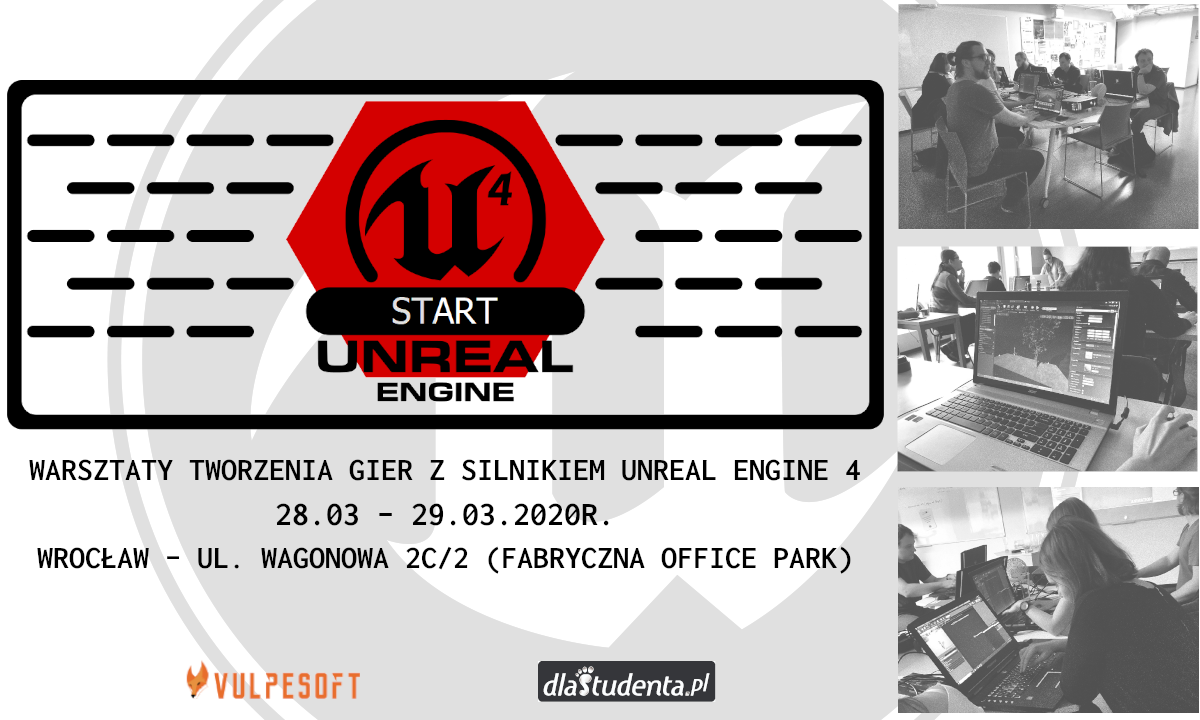 4
START
UNREAL
ENGINE
WARSZTATY TWORZENIA GIER Z SILNIKIEM UNREAL ENGINE 4
28.03 - 29.03.2020R.
WROCŁAW - UL. WAGONOWA 2C/2 (FABRYCZNA OFFICE PARK)
VULPESOFT
dlaStudenta.pl